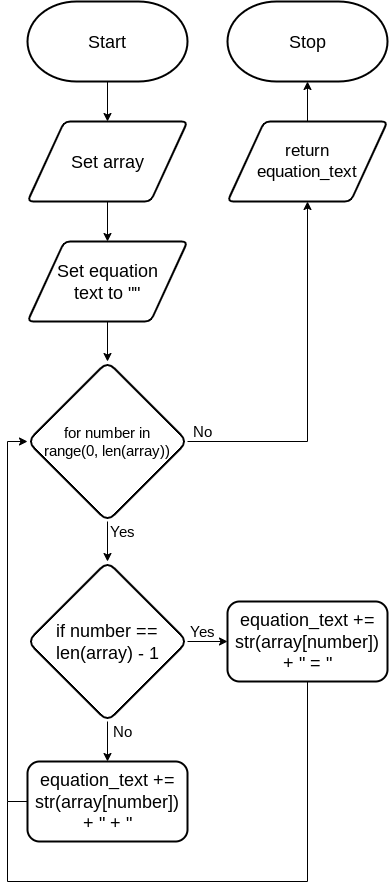 Start
Stop
Set array
return
equation_text
Set equation
text to ""
for number in
range(0, len(array))
No
Yes
if number ==
len(array) - 1
Yes
equation_text +=
str(array[number])
+ " = "
No
equation_text +=
str(array[number])
+ " + "